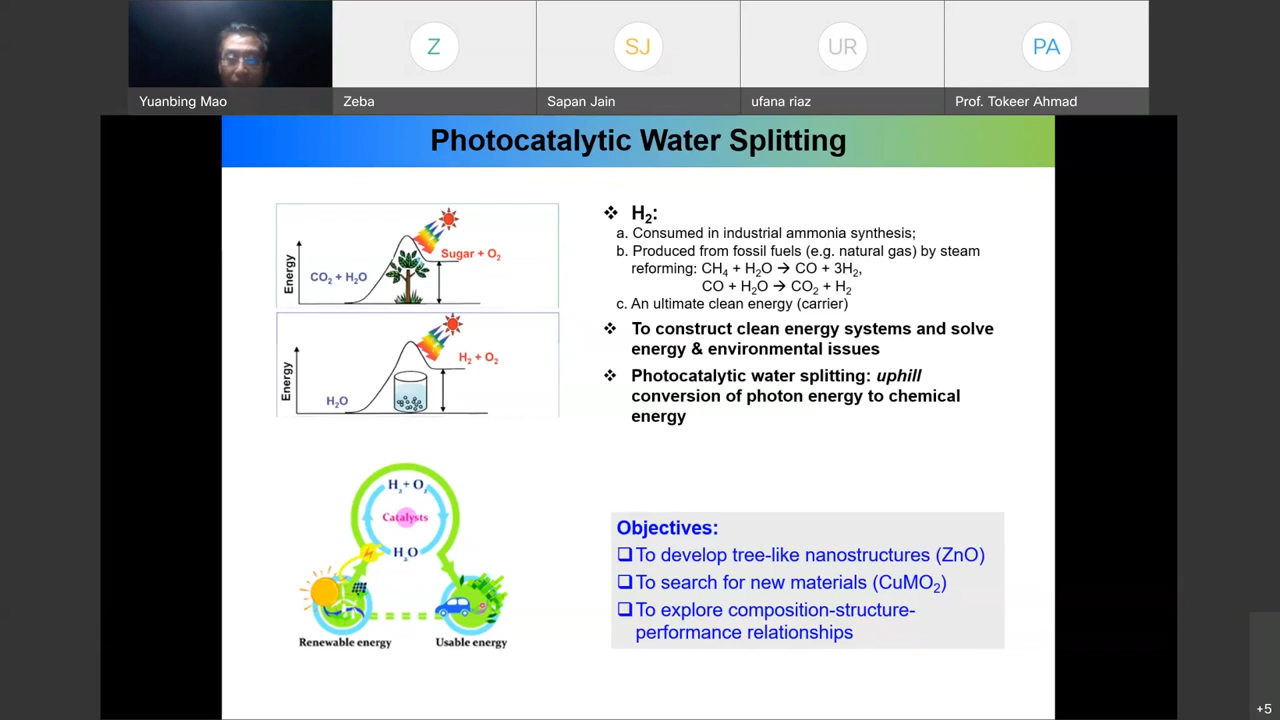 Z
SJ
UR
PA
Yuanbing Mao
Zeba
Sapan Jain
ufana riaz
Prof. Tokeer Ahmad
Photocatalytic Water Splitting
Energy
CO₂ + H₂O
Sugar + O₂
Energy
H₂O
H₂ + O₂
❖ H₂:
a. Consumed in industrial ammonia synthesis;
b. Produced from fossil fuels (e.g. natural gas) by steam
reforming: CH₄ + H₂O → CO + 3H₂,
CO + H₂O → CO₂ + H₂
c. An ultimate clean energy (carrier)
❖ To construct clean energy systems and solve
energy & environmental issues
❖ Photocatalytic water splitting: uphill
conversion of photon energy to chemical
energy
H₂ + O₂
Catalysts
H₂O
Renewable energy
Usable energy
Objectives:
❑ To develop tree-like nanostructures (ZnO)
❑ To search for new materials (CuMO₂)
❑ To explore composition-structure-
performance relationships
+5